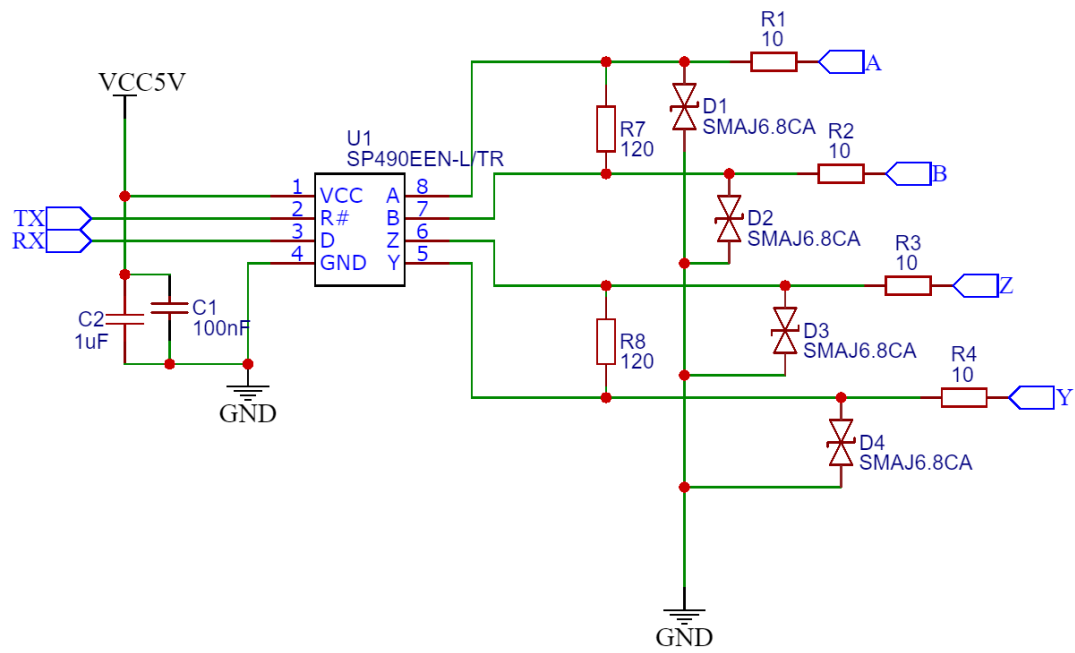 R1
10
A
VCC5V
D1
SMAJ6.8CA
R7
120
R2
10
B
U1
SP490EEN-L/TR
1
VCC
A
8
TX
2
R#
B
7
RX
3
D
Z
6
4
GND
Y
5
D2
SMAJ6.8CA
R3
10
Z
C2
1uF
C1
100nF
R8
120
D3
SMAJ6.8CA
R4
10
Y
GND
D4
SMAJ6.8CA
GND